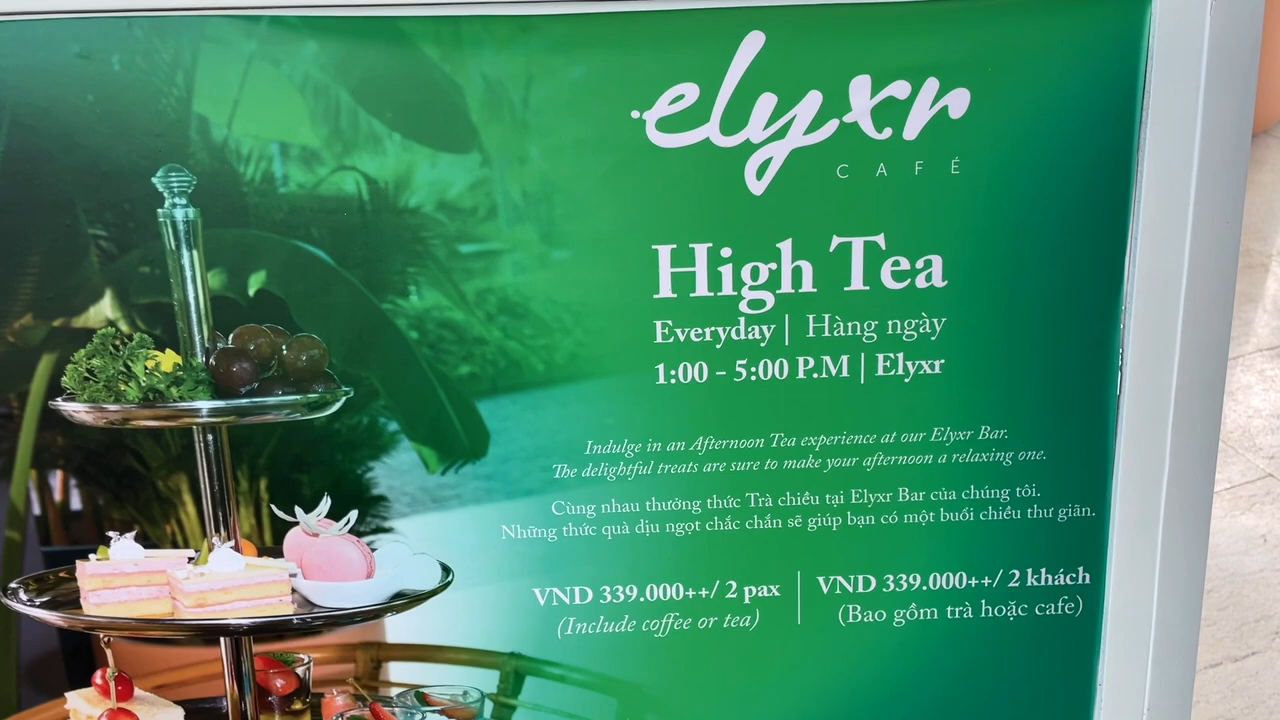 elyxr
CAFÉ
High Tea
Everyday | Hàng ngày
1:00 - 5:00 P.M | Elyxr
Indulge in an Afternoon Tea experience at our Elyxr Bar.
The delightful treats are sure to make your afternoon a relaxing one.
Cùng nhau thưởng thức Trà chiều tại Elyxr Bar của chúng tôi.
Những thức quà dịu ngọt chắc chắn sẽ giúp bạn có một buổi chiều thư giãn.
VND 339.000++/ 2 pax
(Include coffee or tea)
VND 339.000++/ 2 khách
(Bao gồm trà hoặc cafe)